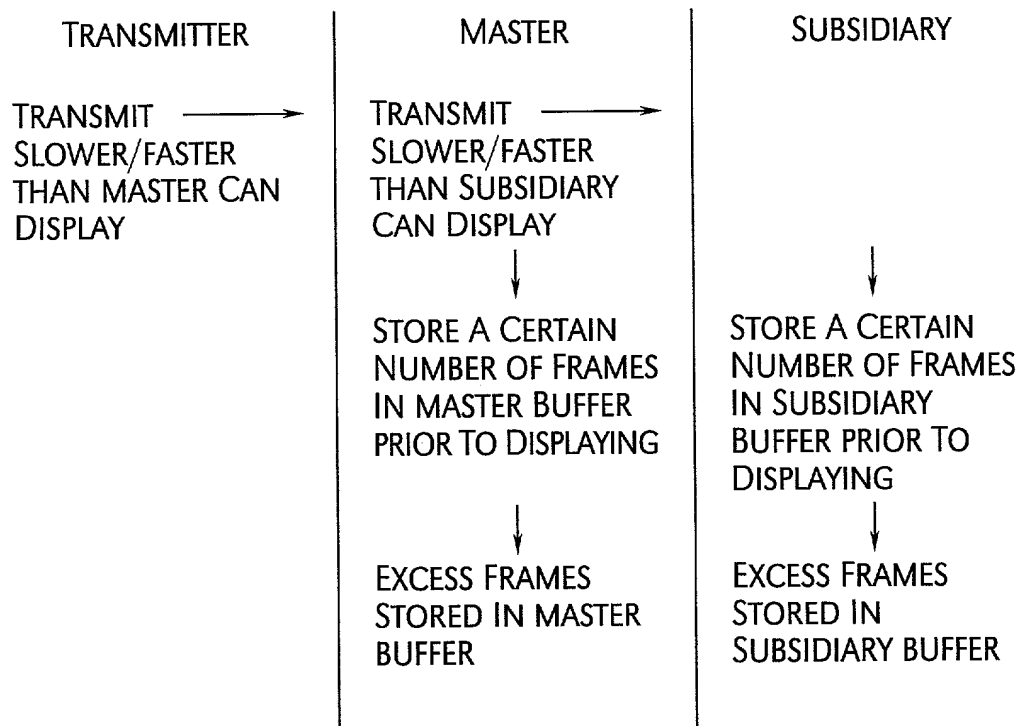 TRANSMITTER
TRANSMIT
SLOWER/FASTER
THAN MASTER CAN
DISPLAY
MASTER
TRANSMIT
SLOWER/FASTER
THAN SUBSIDIARY
CAN DISPLAY
STORE A CERTAIN
NUMBER OF FRAMES
IN MASTER BUFFER
PRIOR TO DISPLAYING
EXCESS FRAMES
STORED IN MASTER
BUFFER
SUBSIDIARY
STORE A CERTAIN
NUMBER OF FRAMES
IN SUBSIDIARY
BUFFER PRIOR TO
DISPLAYING
EXCESS FRAMES
STORED IN
SUBSIDIARY BUFFER